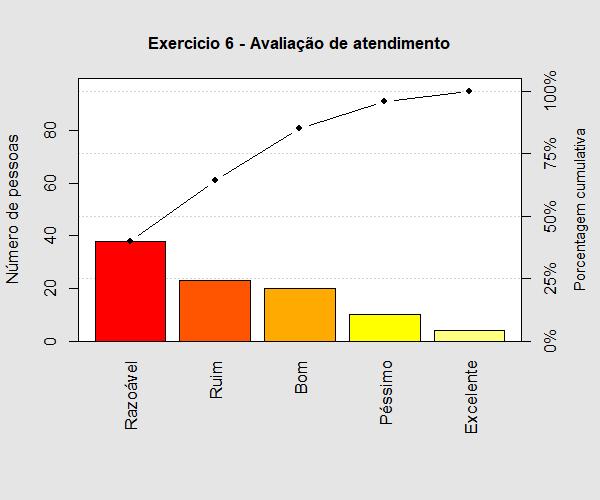 Exercicio 6 - Avaliação de atendimento
Número de pessoas
0
20
40
60
80
0%
25%
50%
75%
100%
Porcentagem cumulativa
Razoável
Ruim
Bom
Péssimo
Excelente